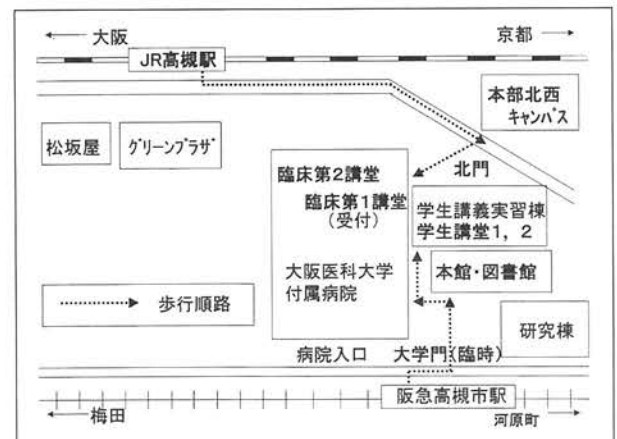 大阪
京都
JR高槻駅
本部北西
キャンパス
松坂屋
グリーンプラザ
北門
臨床第2講堂
臨床第1講堂
(受付)
学生講義実習棟
学生講堂1, 2
大阪医科大学
付属病院
本館・図書館
歩行順路
研究棟
病院入口
大学門(臨時)
阪急高槻市駅
梅田
河原町